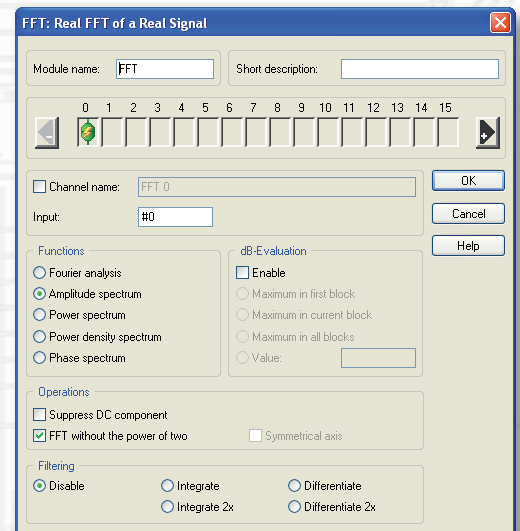 FFT: Real FFT of a Real Signal
Module name: FFT Short description:
0 1 2 3 4 5 6 7 8 9 10 11 12 13 14 15
- +
Channel name: FFT 0
OK
Input: #0
Cancel
Help
Functions
Fourier analysis
Amplitude spectrum
Power spectrum
Power density spectrum
Phase spectrum
dB-Evaluation
Enable
Maximum in first block
Maximum in current block
Maximum in all blocks
Value:
Operations
Suppress DC component
FFT without the power of two Symmetrical axis
Filtering
Disable Integrate Differentiate
Integrate 2x Differentiate 2x